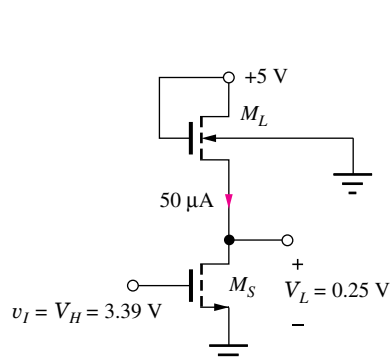 +5 V
M_L
50 μA
M_S
+
V_L = 0.25 V
–
v_I = V_H = 3.39 V